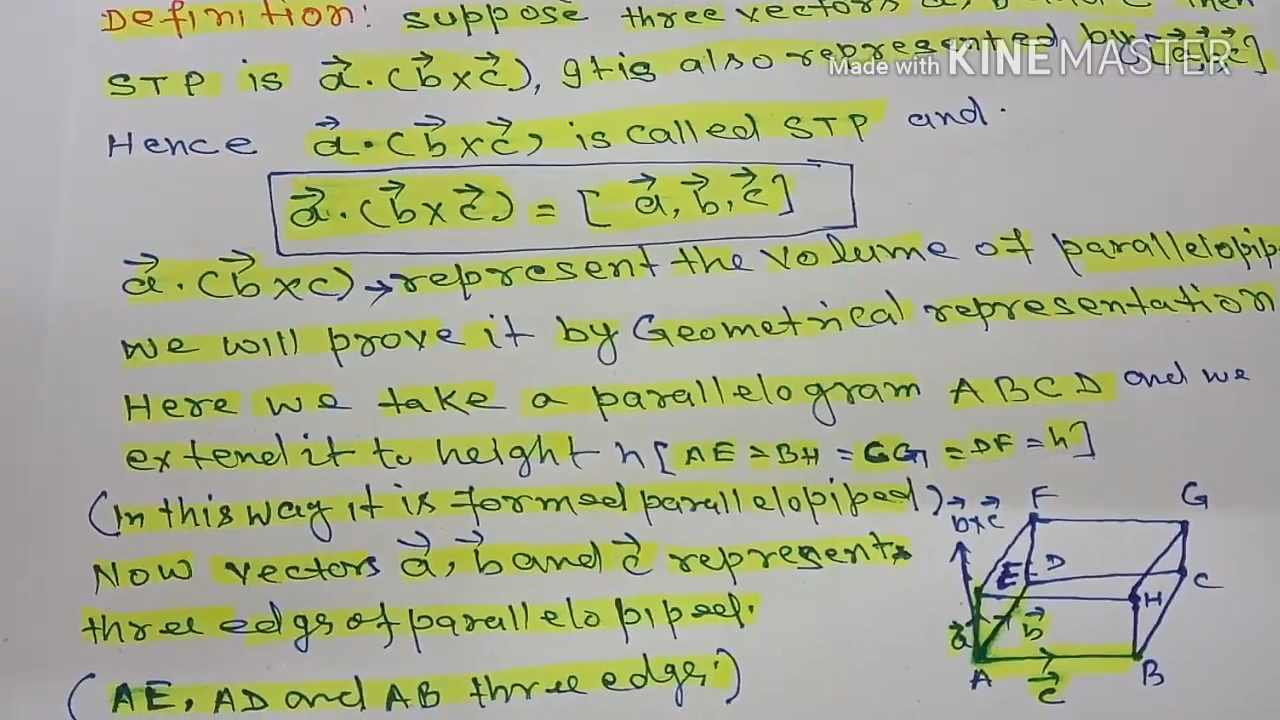 Definition: suppose three vectors
STP is a⃗.(b⃗×c⃗), It is also represented by [a⃗,b⃗,c⃗]
Made with KINEMASTER
Hence a⃗.(b⃗×c⃗) is called STP and.
a⃗.(b⃗×c⃗) = [a⃗,b⃗,c⃗]
a⃗.(b⃗×c)→represent the volume of parallelopip
we will prove it by Geometrical representation
Here we take a parallelogram ABCD and we
extend it to height h[AE=BH=CG=DF=h]
(In this way it is formed parallelopiped)
Now vectors a⃗, b⃗ and c⃗ represent
three edgs of parallelopiped.
(AE, AD and AB three edge.)
b⃗×c⃗
F
G
E
D
C
H
a⃗
b⃗
A
c⃗
B